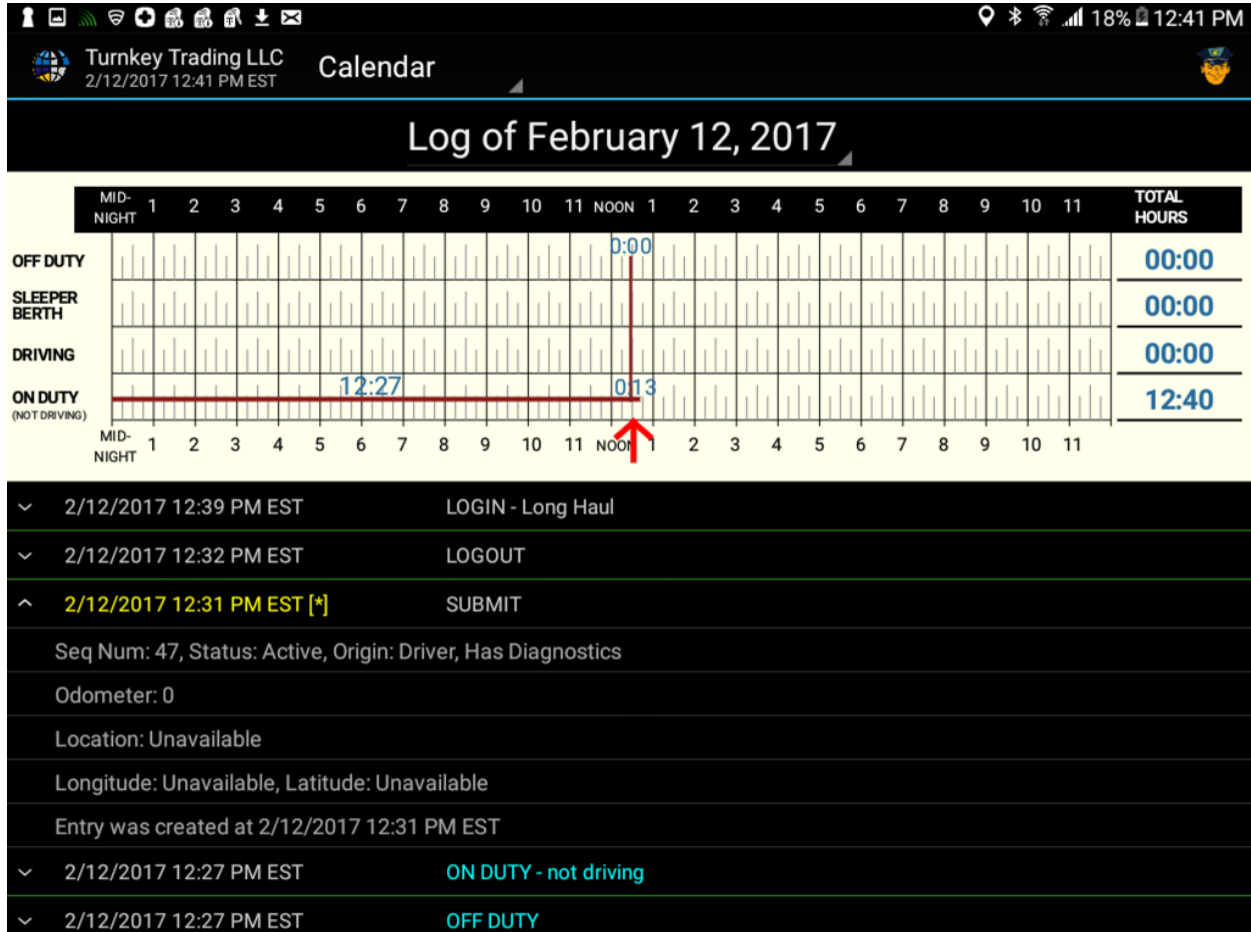 18% 12:41 PM
Turnkey Trading LLC
2/12/2017 12:41 PM EST
Calendar
Log of February 12, 2017
MID-NIGHT 1 2 3 4 5 6 7 8 9 10 11 NOON 1 2 3 4 5 6 7 8 9 10 11 TOTAL HOURS
OFF DUTY 0:00 00:00
SLEEPER BERTH 00:00
DRIVING 00:00
ON DUTY (NOT DRIVING) 12:27 0:13 12:40
MID-NIGHT 1 2 3 4 5 6 7 8 9 10 11 NOON 1 2 3 4 5 6 7 8 9 10 11
2/12/2017 12:39 PM EST LOGIN - Long Haul
2/12/2017 12:32 PM EST LOGOUT
2/12/2017 12:31 PM EST [*] SUBMIT
Seq Num: 47, Status: Active, Origin: Driver, Has Diagnostics
Odometer: 0
Location: Unavailable
Longitude: Unavailable, Latitude: Unavailable
Entry was created at 2/12/2017 12:31 PM EST
2/12/2017 12:27 PM EST ON DUTY - not driving
2/12/2017 12:27 PM EST OFF DUTY